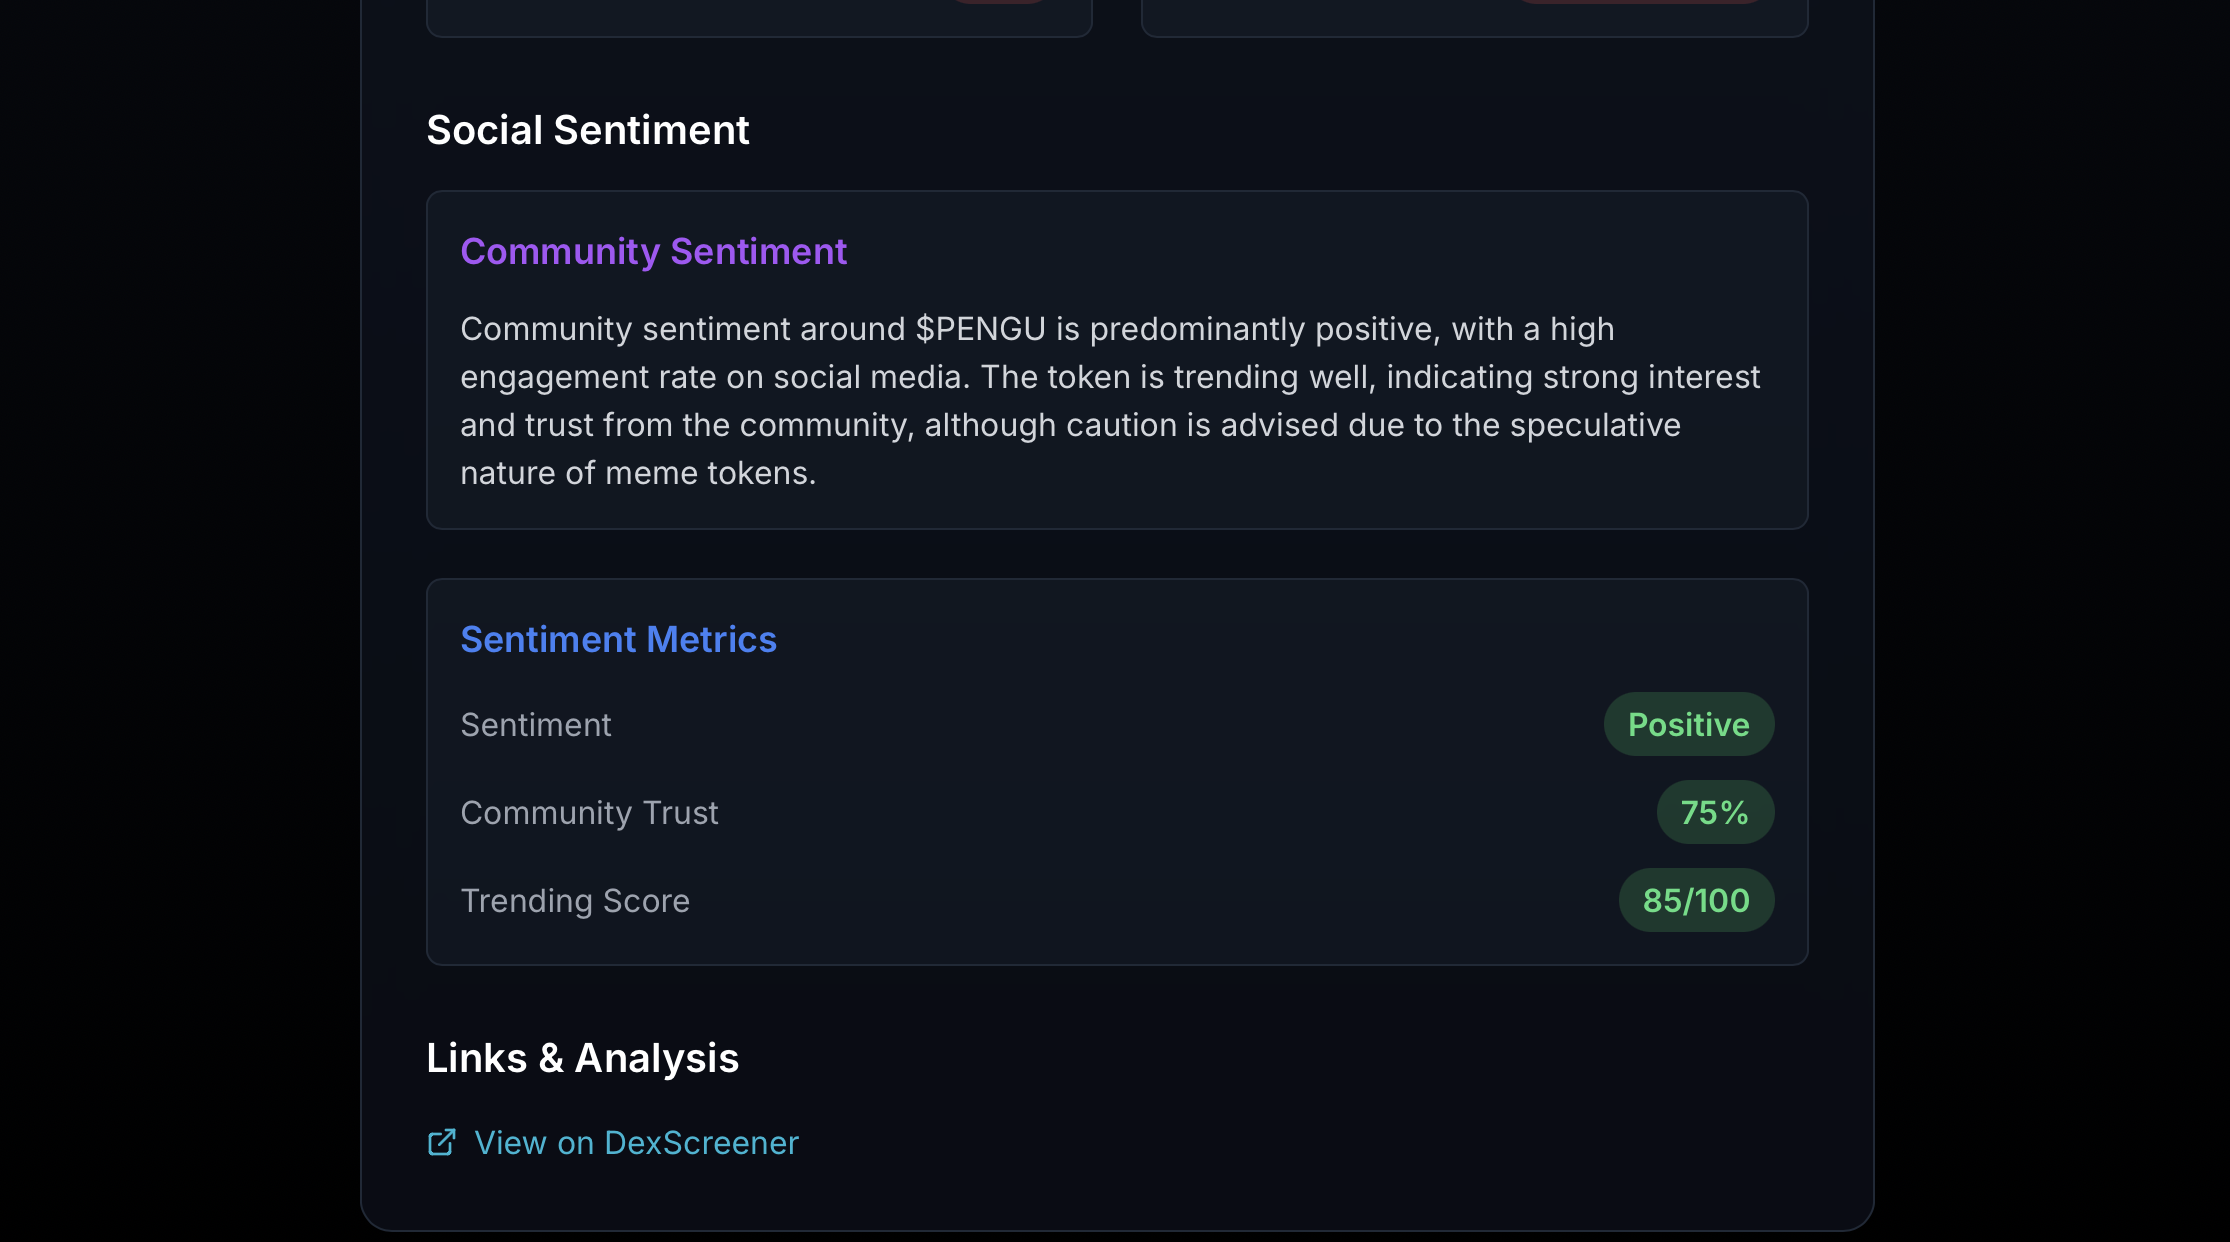 Social Sentiment
Community Sentiment
Community sentiment around $PENGU is predominantly positive, with a high
engagement rate on social media. The token is trending well, indicating strong interest
and trust from the community, although caution is advised due to the speculative
nature of meme tokens.
Sentiment Metrics
Sentiment
Positive
Community Trust
75%
Trending Score
85/100
Links & Analysis
View on DexScreener